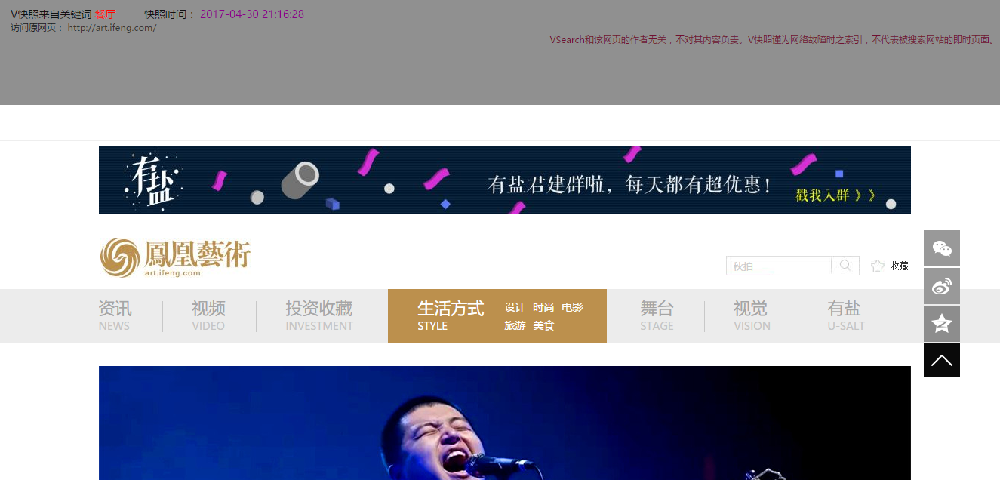 V快照来自关键词 餐厅 快照时间： 2017-04-30 21:16:28
访问原网页： http://art.ifeng.com/
VSearch和该网页的作者无关，不对其内容负责。V快照谨为网络故障时之索引，不代表被搜索网站的即时页面。
有盐
有盐君建群啦，每天都有超优惠！
戳我入群 》》
鳳凰藝術
art.ifeng.com
秋拍
收藏
资讯 视频 投资收藏 生活方式 设计 时尚 电影 舞台 视觉 有盐
NEWS VIDEO INVESTMENT STYLE 旅游 美食 STAGE VISION U-SALT